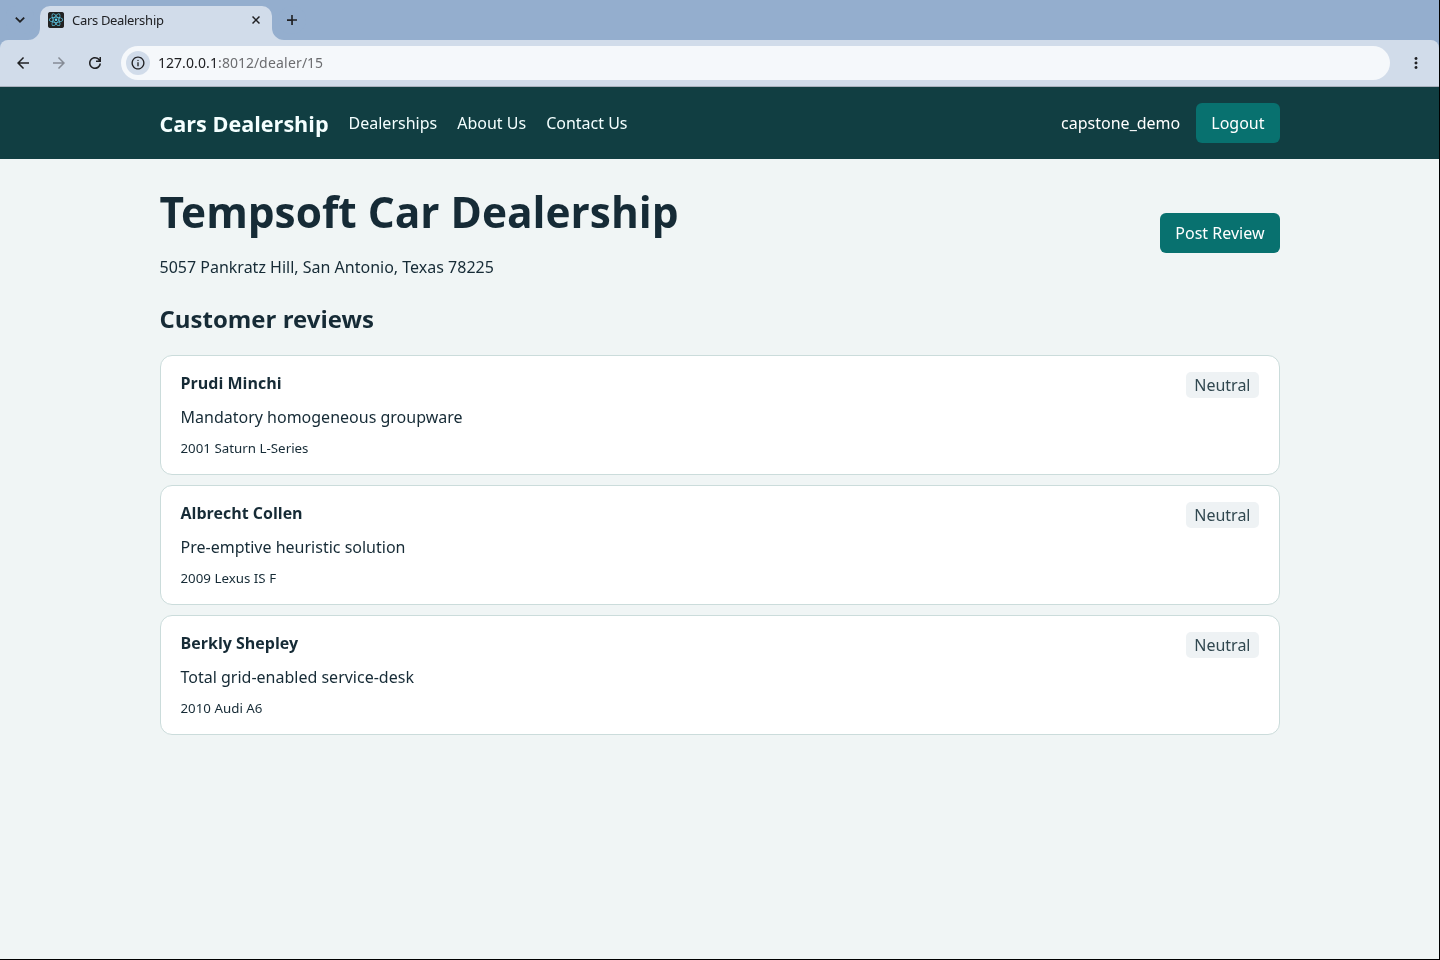 Cars Dealership
127.0.0.1:8012/dealer/15
Cars Dealership Dealerships About Us Contact Us capstone_demo Logout
Tempsoft Car Dealership
Post Review
5057 Pankratz Hill, San Antonio, Texas 78225
Customer reviews
Prudi Minchi Neutral
Mandatory homogeneous groupware
2001 Saturn L-Series
Albrecht Collen Neutral
Pre-emptive heuristic solution
2009 Lexus IS F
Berkly Shepley Neutral
Total grid-enabled service-desk
2010 Audi A6